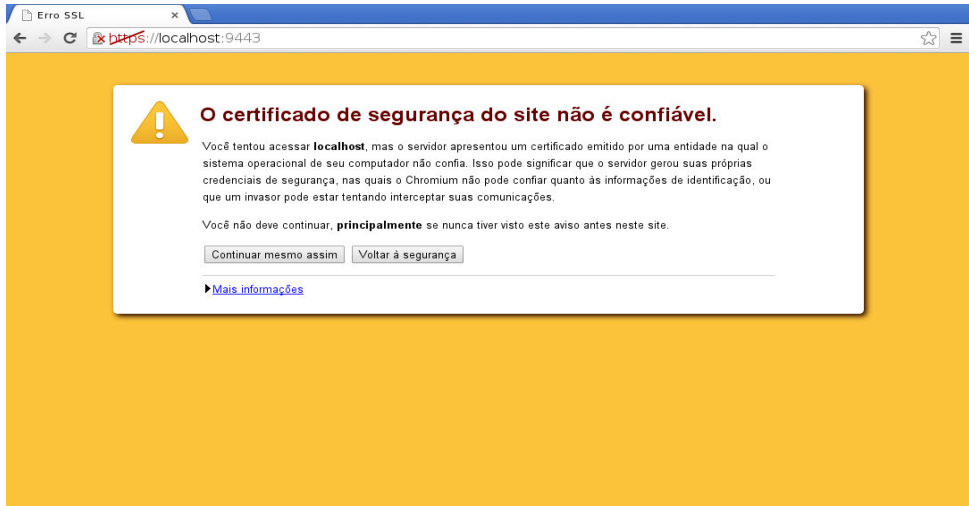 Erro SSL
https://localhost:9443
O certificado de segurança do site não é confiável.
Você tentou acessar localhost, mas o servidor apresentou um certificado emitido por uma entidade na qual o
sistema operacional de seu computador não confia. Isso pode significar que o servidor gerou suas próprias
credenciais de segurança, nas quais o Chromium não pode confiar quanto às informações de identificação, ou
que um invasor pode estar tentando interceptar suas comunicações.
Você não deve continuar, principalmente se nunca tiver visto este aviso antes neste site.
Continuar mesmo assim Voltar à segurança
Mais informações